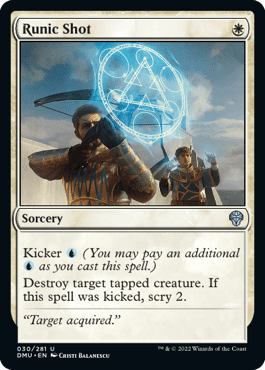 Runic Shot
Sorcery
Kicker (You may pay an additional
as you cast this spell.)
Destroy target tapped creature. If
this spell was kicked, scry 2.
“Target acquired.”
030/281 U
DMU • EN CRISTI BALANESCU
™ & © 2022 Wizards of the Coast